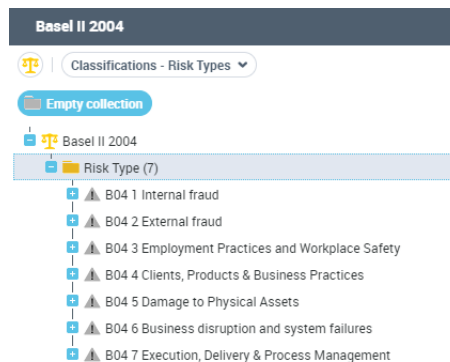 Basel II 2004
Classifications - Risk Types
Empty collection
Basel II 2004
Risk Type (7)
B04 1 Internal fraud
B04 2 External fraud
B04 3 Employment Practices and Workplace Safety
B04 4 Clients, Products & Business Practices
B04 5 Damage to Physical Assets
B04 6 Business disruption and system failures
B04 7 Execution, Delivery & Process Management